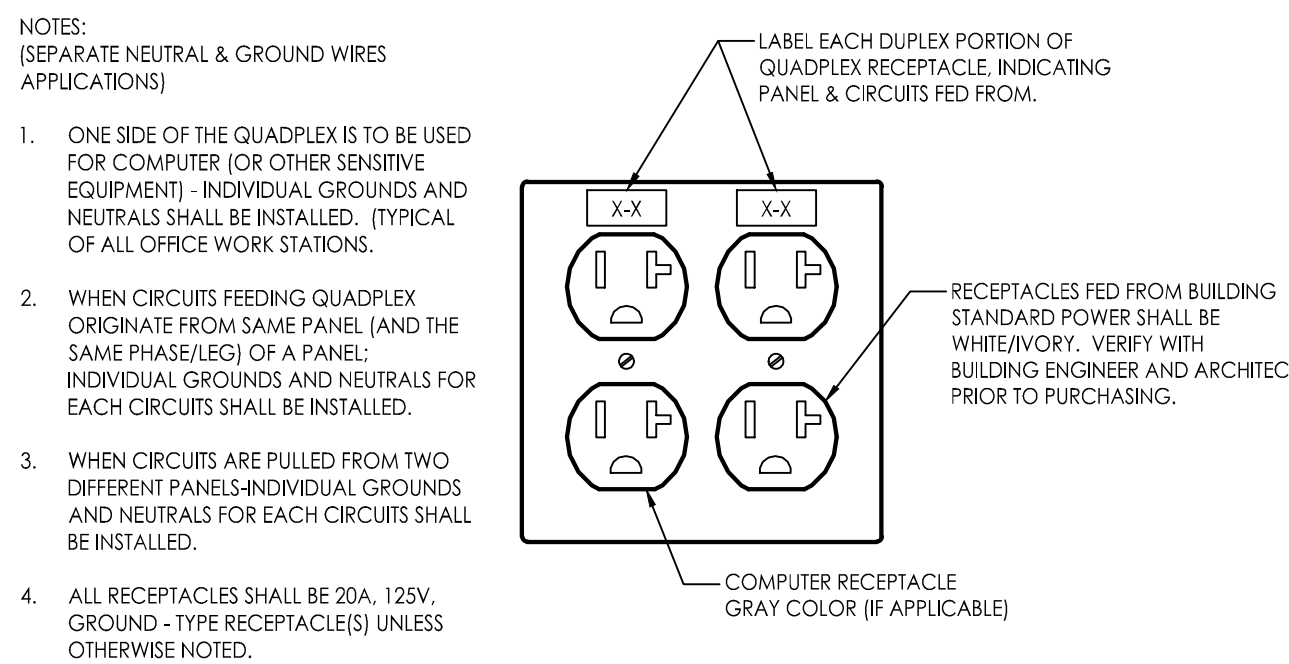 NOTES:
(SEPARATE NEUTRAL & GROUND WIRES
APPLICATIONS)
1. ONE SIDE OF THE QUADPLEX IS TO BE USED
FOR COMPUTER (OR OTHER SENSITIVE
EQUIPMENT) - INDIVIDUAL GROUNDS AND
NEUTRALS SHALL BE INSTALLED. (TYPICAL
OF ALL OFFICE WORK STATIONS.
2. WHEN CIRCUITS FEEDING QUADPLEX
ORIGINATE FROM SAME PANEL (AND THE
SAME PHASE/LEG) OF A PANEL;
INDIVIDUAL GROUNDS AND NEUTRALS FOR
EACH CIRCUITS SHALL BE INSTALLED.
3. WHEN CIRCUITS ARE PULLED FROM TWO
DIFFERENT PANELS-INDIVIDUAL GROUNDS
AND NEUTRALS FOR EACH CIRCUITS SHALL
BE INSTALLED.
4. ALL RECEPTACLES SHALL BE 20A, 125V,
GROUND - TYPE RECEPTACLE(S) UNLESS
OTHERWISE NOTED.
LABEL EACH DUPLEX PORTION OF
QUADPLEX RECEPTACLE, INDICATING
PANEL & CIRCUITS FED FROM.
X-X
X-X
RECEPTACLES FED FROM BUILDING
STANDARD POWER SHALL BE
WHITE/IVORY. VERIFY WITH
BUILDING ENGINEER AND ARCHITEC
PRIOR TO PURCHASING.
COMPUTER RECEPTACLE
GRAY COLOR (IF APPLICABLE)